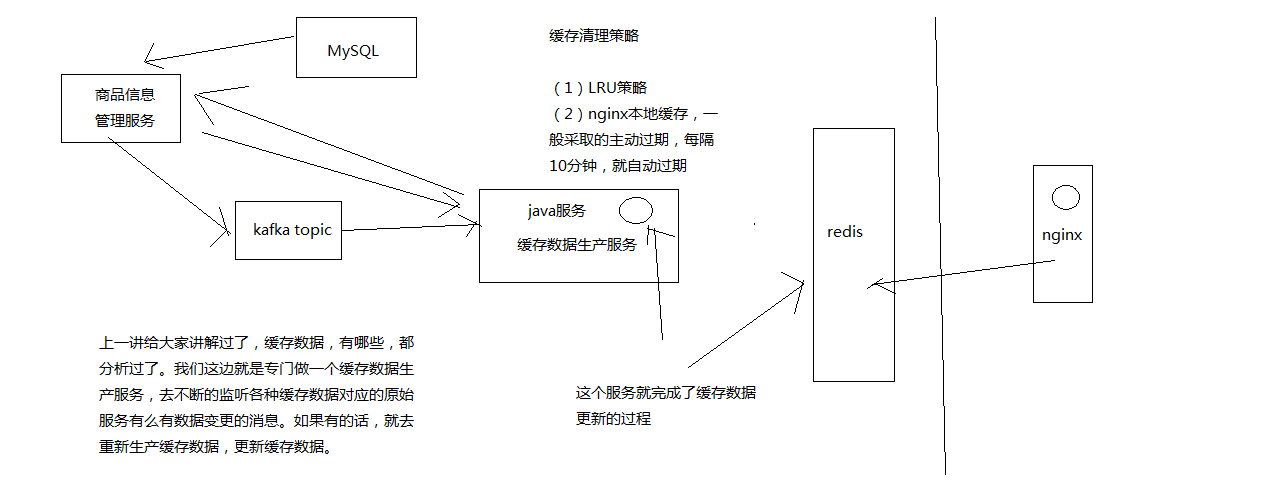 MySQL
缓存清理策略
商品信息
管理服务
（1）LRU策略
（2）nginx本地缓存，一
般采取的主动过期，每隔
10分钟，就自动过期
kafka topic
java服务
缓存数据生产服务
redis
nginx
上一讲给大家讲解过了，缓存数据，有哪些，都
分析过了。我们这边就是专门做一个缓存数据生
产服务，去不断的监听各种缓存数据对应的原始
服务有么有数据变更的消息。如果有的话，就去
重新生产缓存数据，更新缓存数据。
这个服务就完成了缓存数据
更新的过程